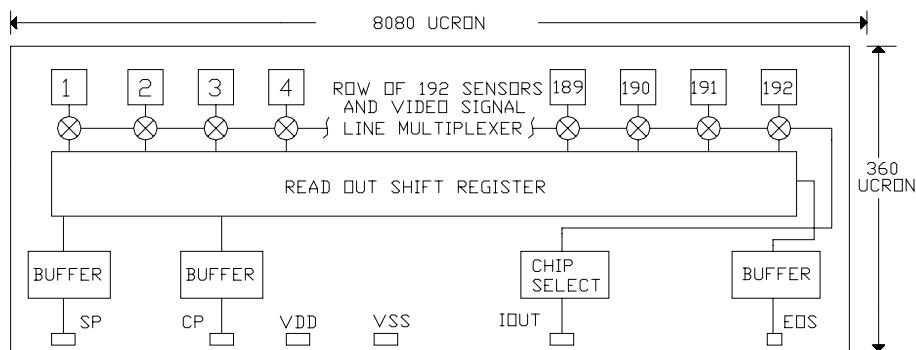 8080 UCRON
1 2 3 4 ROW OF 192 SENSORS 189 190 191 192
AND VIDEO SIGNAL
LINE MULTIPLEXER
360
UCRON
READ OUT SHIFT REGISTER
BUFFER BUFFER CHIP SELECT BUFFER
SP CP VDD VSS IOUT EOS